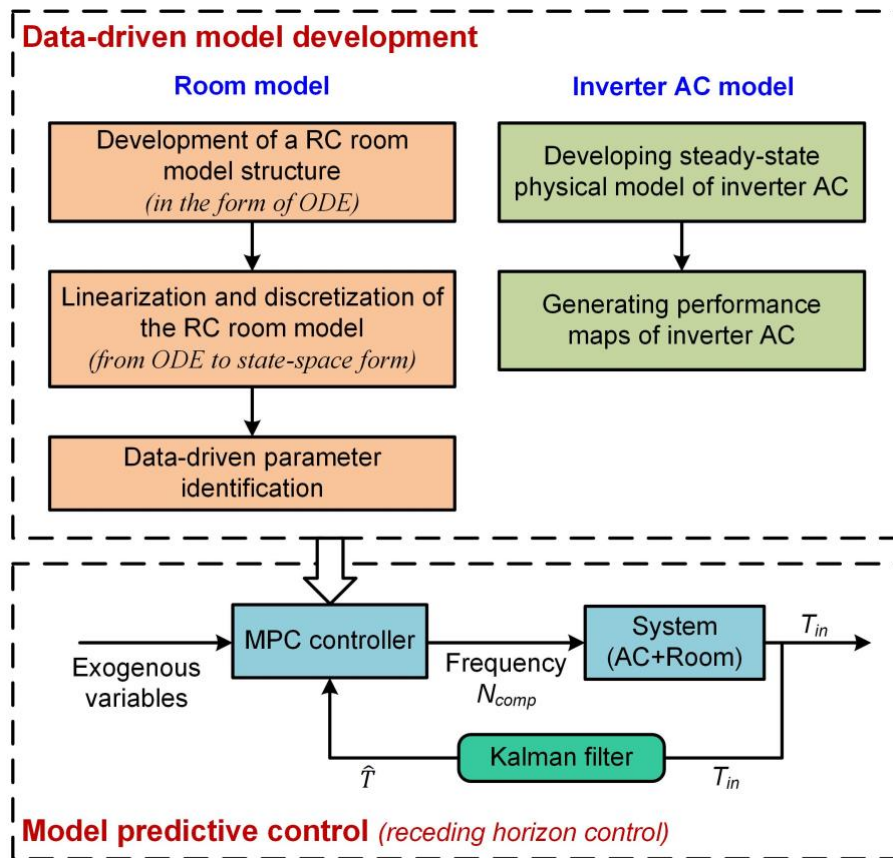 Data-driven model development
Room model
Development of a RC room
model structure
(in the form of ODE)
Linearization and discretization of
the RC room model
(from ODE to state-space form)
Data-driven parameter
identification
Inverter AC model
Developing steady-state
physical model of inverter AC
Generating performance
maps of inverter AC
Exogenous
variables
MPC controller
Frequency
N_comp
System
(AC+Room)
T_in
Kalman filter
T_in
T̂
Model predictive control (receding horizon control)